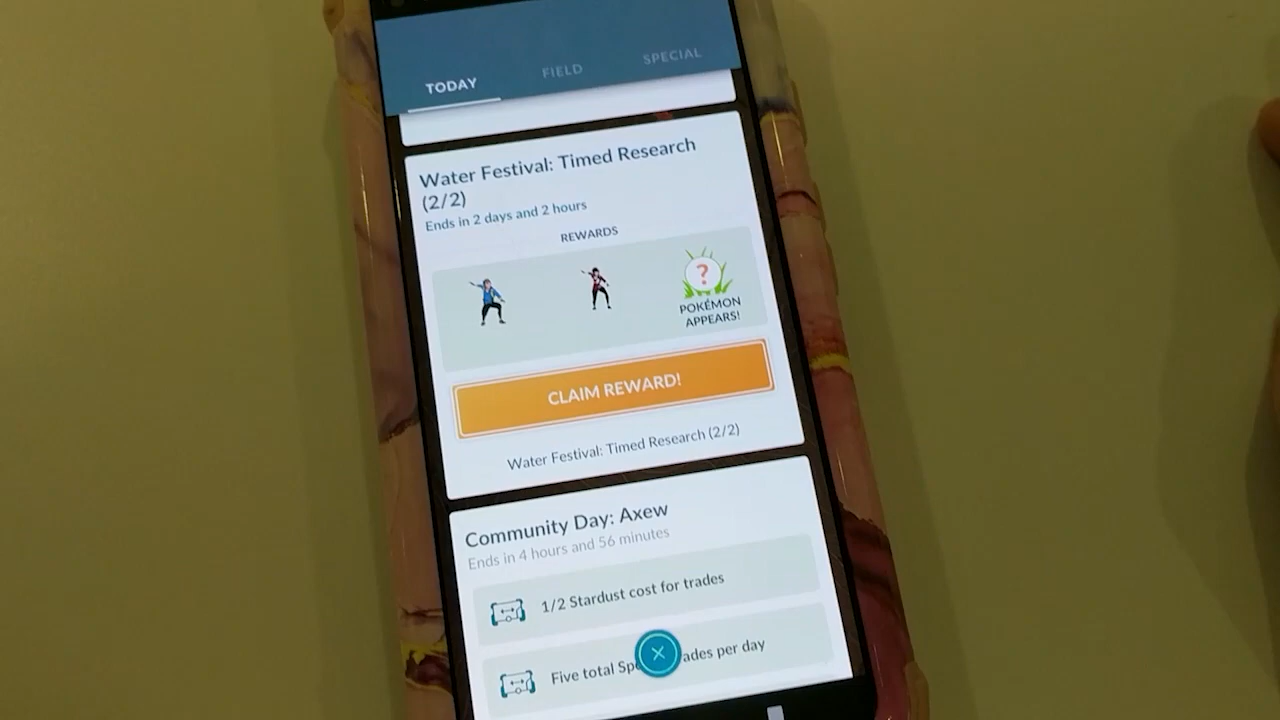 TODAY FIELD SPECIAL
Water Festival: Timed Research
(2/2)
Ends in 2 days and 2 hours
REWARDS
?
POKÉMON
APPEARS!
CLAIM REWARD!
Water Festival: Timed Research (2/2)
Community Day: Axew
Ends in 4 hours and 56 minutes
1/2 Stardust cost for trades
Five total per day